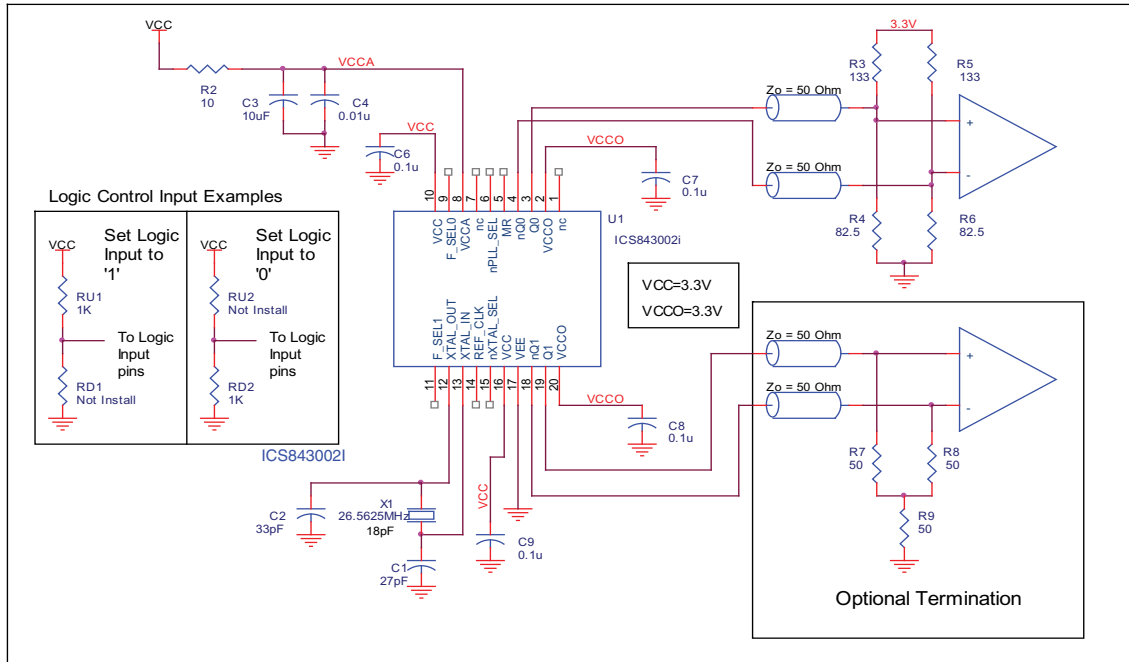 VCC
R2
10
VCCA
C3
10uF
C4
0.01u
VCC
C6
0.1u
VCCO
C7
0.1u
Zo = 50 Ohm
Zo = 50 Ohm
3.3V
R3
133
R5
133
+
-
R4
82.5
R6
82.5
Logic Control Input Examples
VCC
Set Logic
Input to
'1'
RU1
1K
To Logic
Input
pins
RD1
Not Install
VCC
Set Logic
Input to
'0'
RU2
Not Install
To Logic
Input
pins
RD2
1K
ICS843002I
10
9
8
7
6
5
4
3
2
1
VCC
F_SEL0
VCCA
nc
nPLL_SEL
MR
nQ0
Q0
VCCO
nc
U1
ICS843002i
F_SEL1
XTAL_OUT
XTAL_IN
REF_CLK
nXTAL_SEL
VCC
VEE
nQ1
Q1
VCCO
11
12
13
14
15
16
17
18
19
20
VCC=3.3V
VCCO=3.3V
VCCO
C8
0.1u
C2
33pF
X1
26.5625MHz
18pF
C1
27pF
VCC
C9
0.1u
Zo = 50 Ohm
Zo = 50 Ohm
+
-
R7
50
R8
50
R9
50
Optional Termination